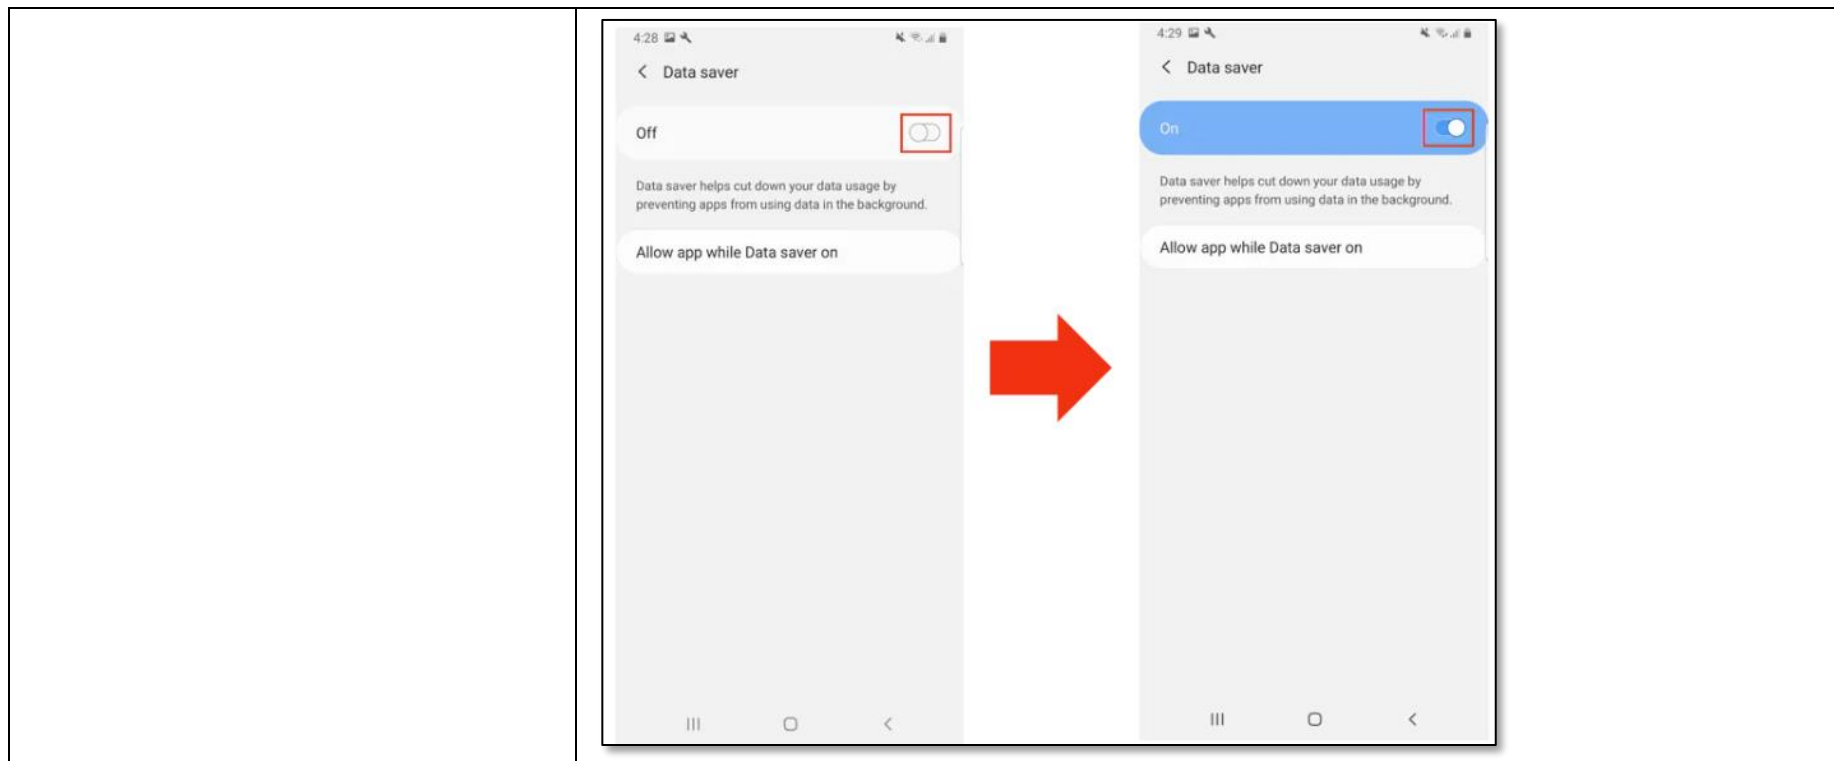 4:28
Data saver
Off
Data saver helps cut down your data usage by
preventing apps from using data in the background.
Allow app while Data saver on
4:29
Data saver
On
Data saver helps cut down your data usage by
preventing apps from using data in the background.
Allow app while Data saver on